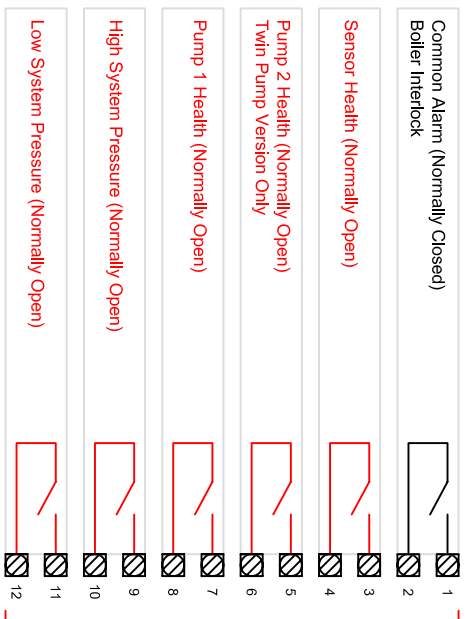 Common Alarm (Normally Closed)
Boiler Interlock
1
2
Sensor Health (Normally Open)
3
4
Pump 2 Health (Normally Open)
Twin Pump Version Only
5
6
Pump 1 Health (Normally Open)
7
8
High System Pressure (Normally Open)
9
10
Low System Pressure (Normally Open)
11
12